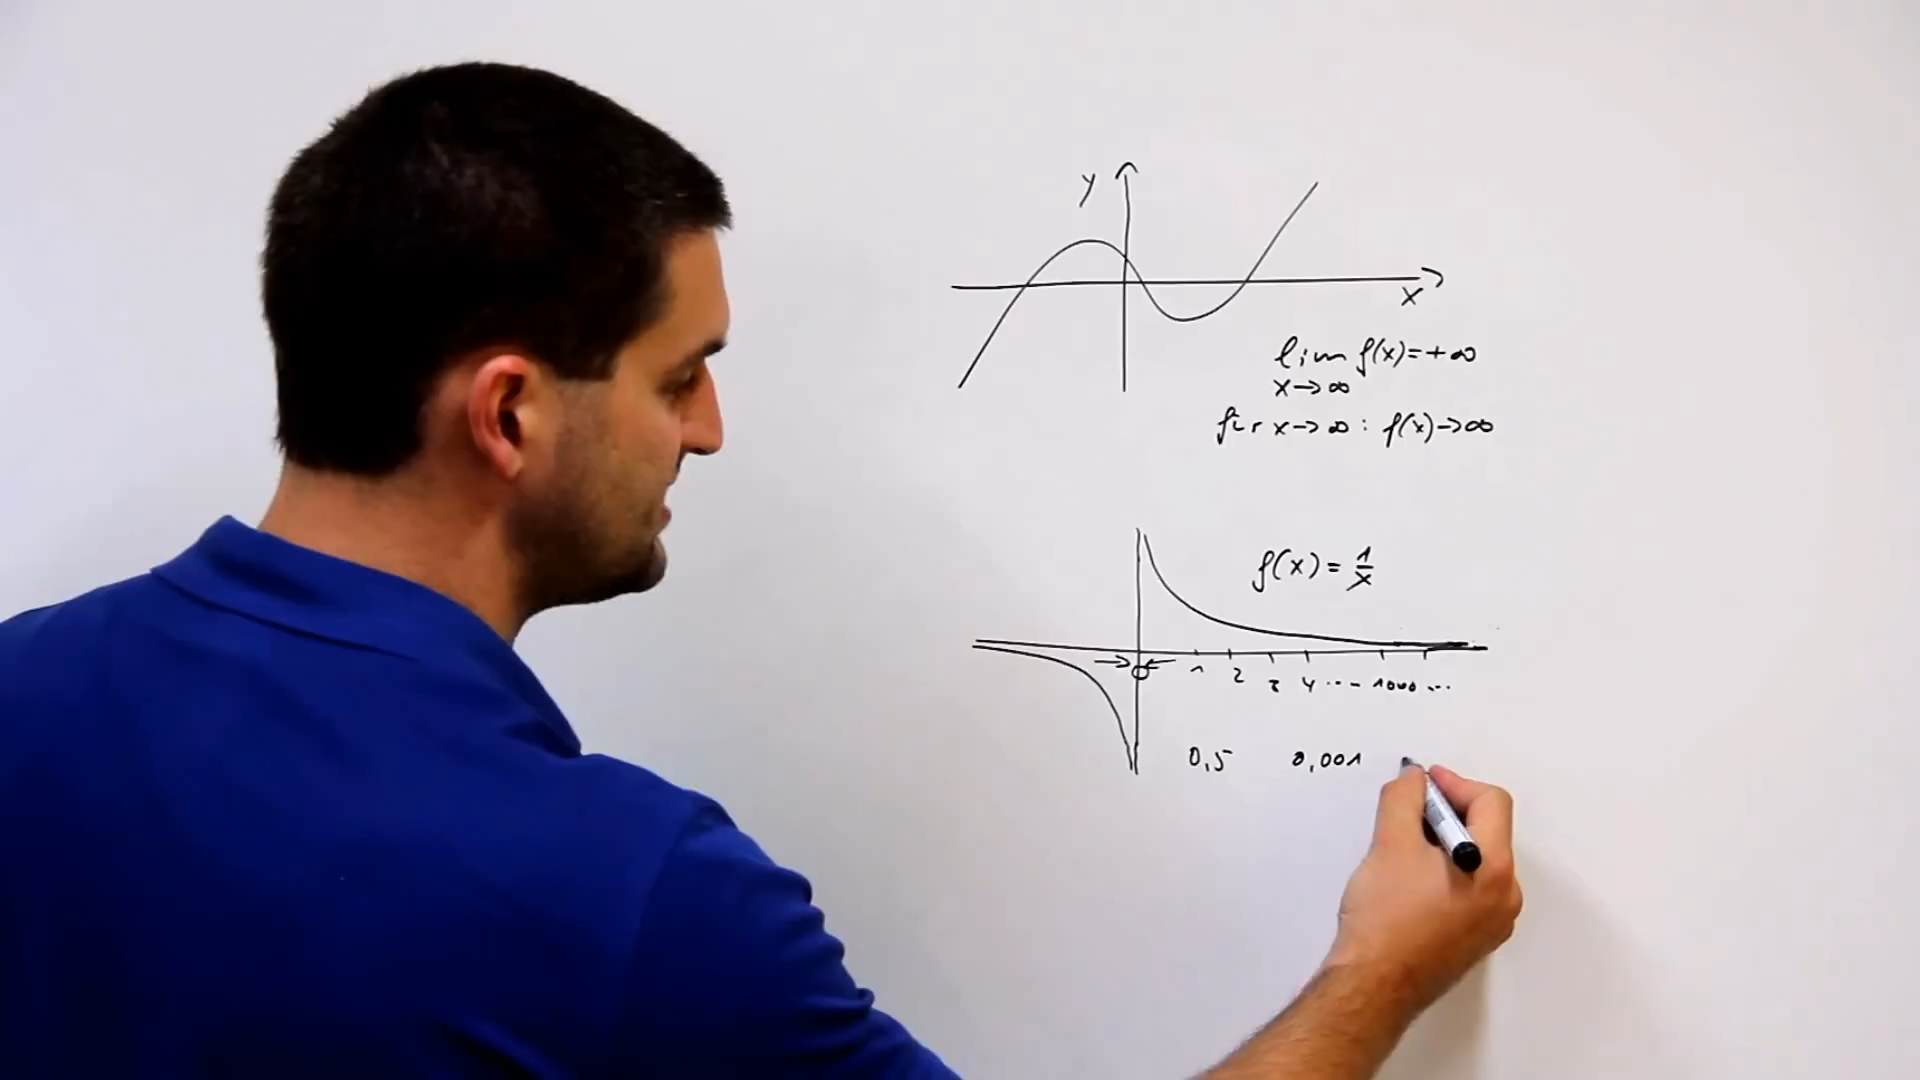 y
x
lim f(x)=+∞
x→∞
für x→∞: f(x)→∞
f(x) = 1/x
0 1 2 3 4 ... 1000 ...
0,5 0,001